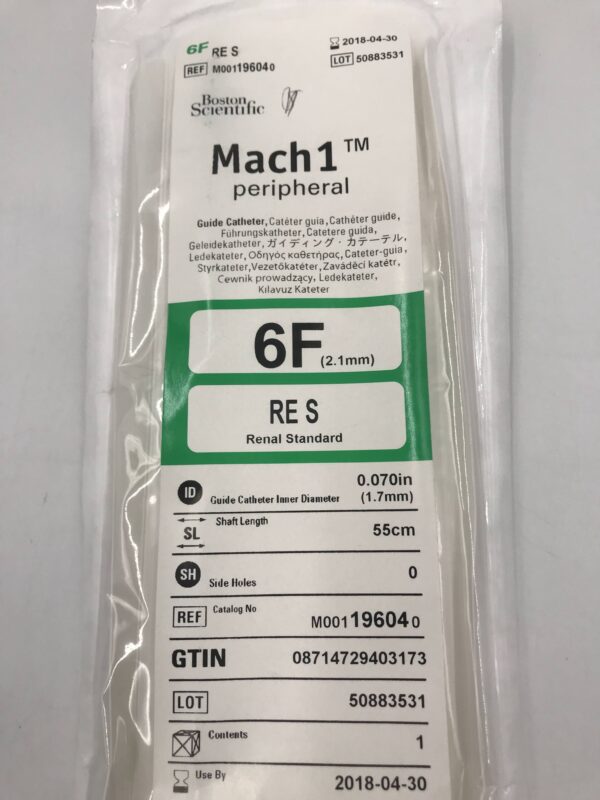 6F RE S
2018-04-30
REF M00119604 0
LOT 50883531
Boston
Scientific
Mach1™
peripheral
Guide Catheter, Catéter guía, Cathéter guide,
Führungskatheter, Catetere guida,
Geleidekatheter, ガイディング・カテーテル,
Ledekateter, Οδηγός καθετήρας, Cateter-guia,
Styrkateter, Vezetőkatéter, Zaváděcí katétr,
Cewnik prowadzący, Ledekateter,
Kılavuz Kateter
6F (2.1mm)
RE S
Renal Standard
ID Guide Catheter Inner Diameter 0.070in
(1.7mm)
SL Shaft Length 55cm
SH Side Holes 0
REF Catalog No M00119604 0
GTIN 08714729403173
LOT 50883531
Contents 1
Use By 2018-04-30